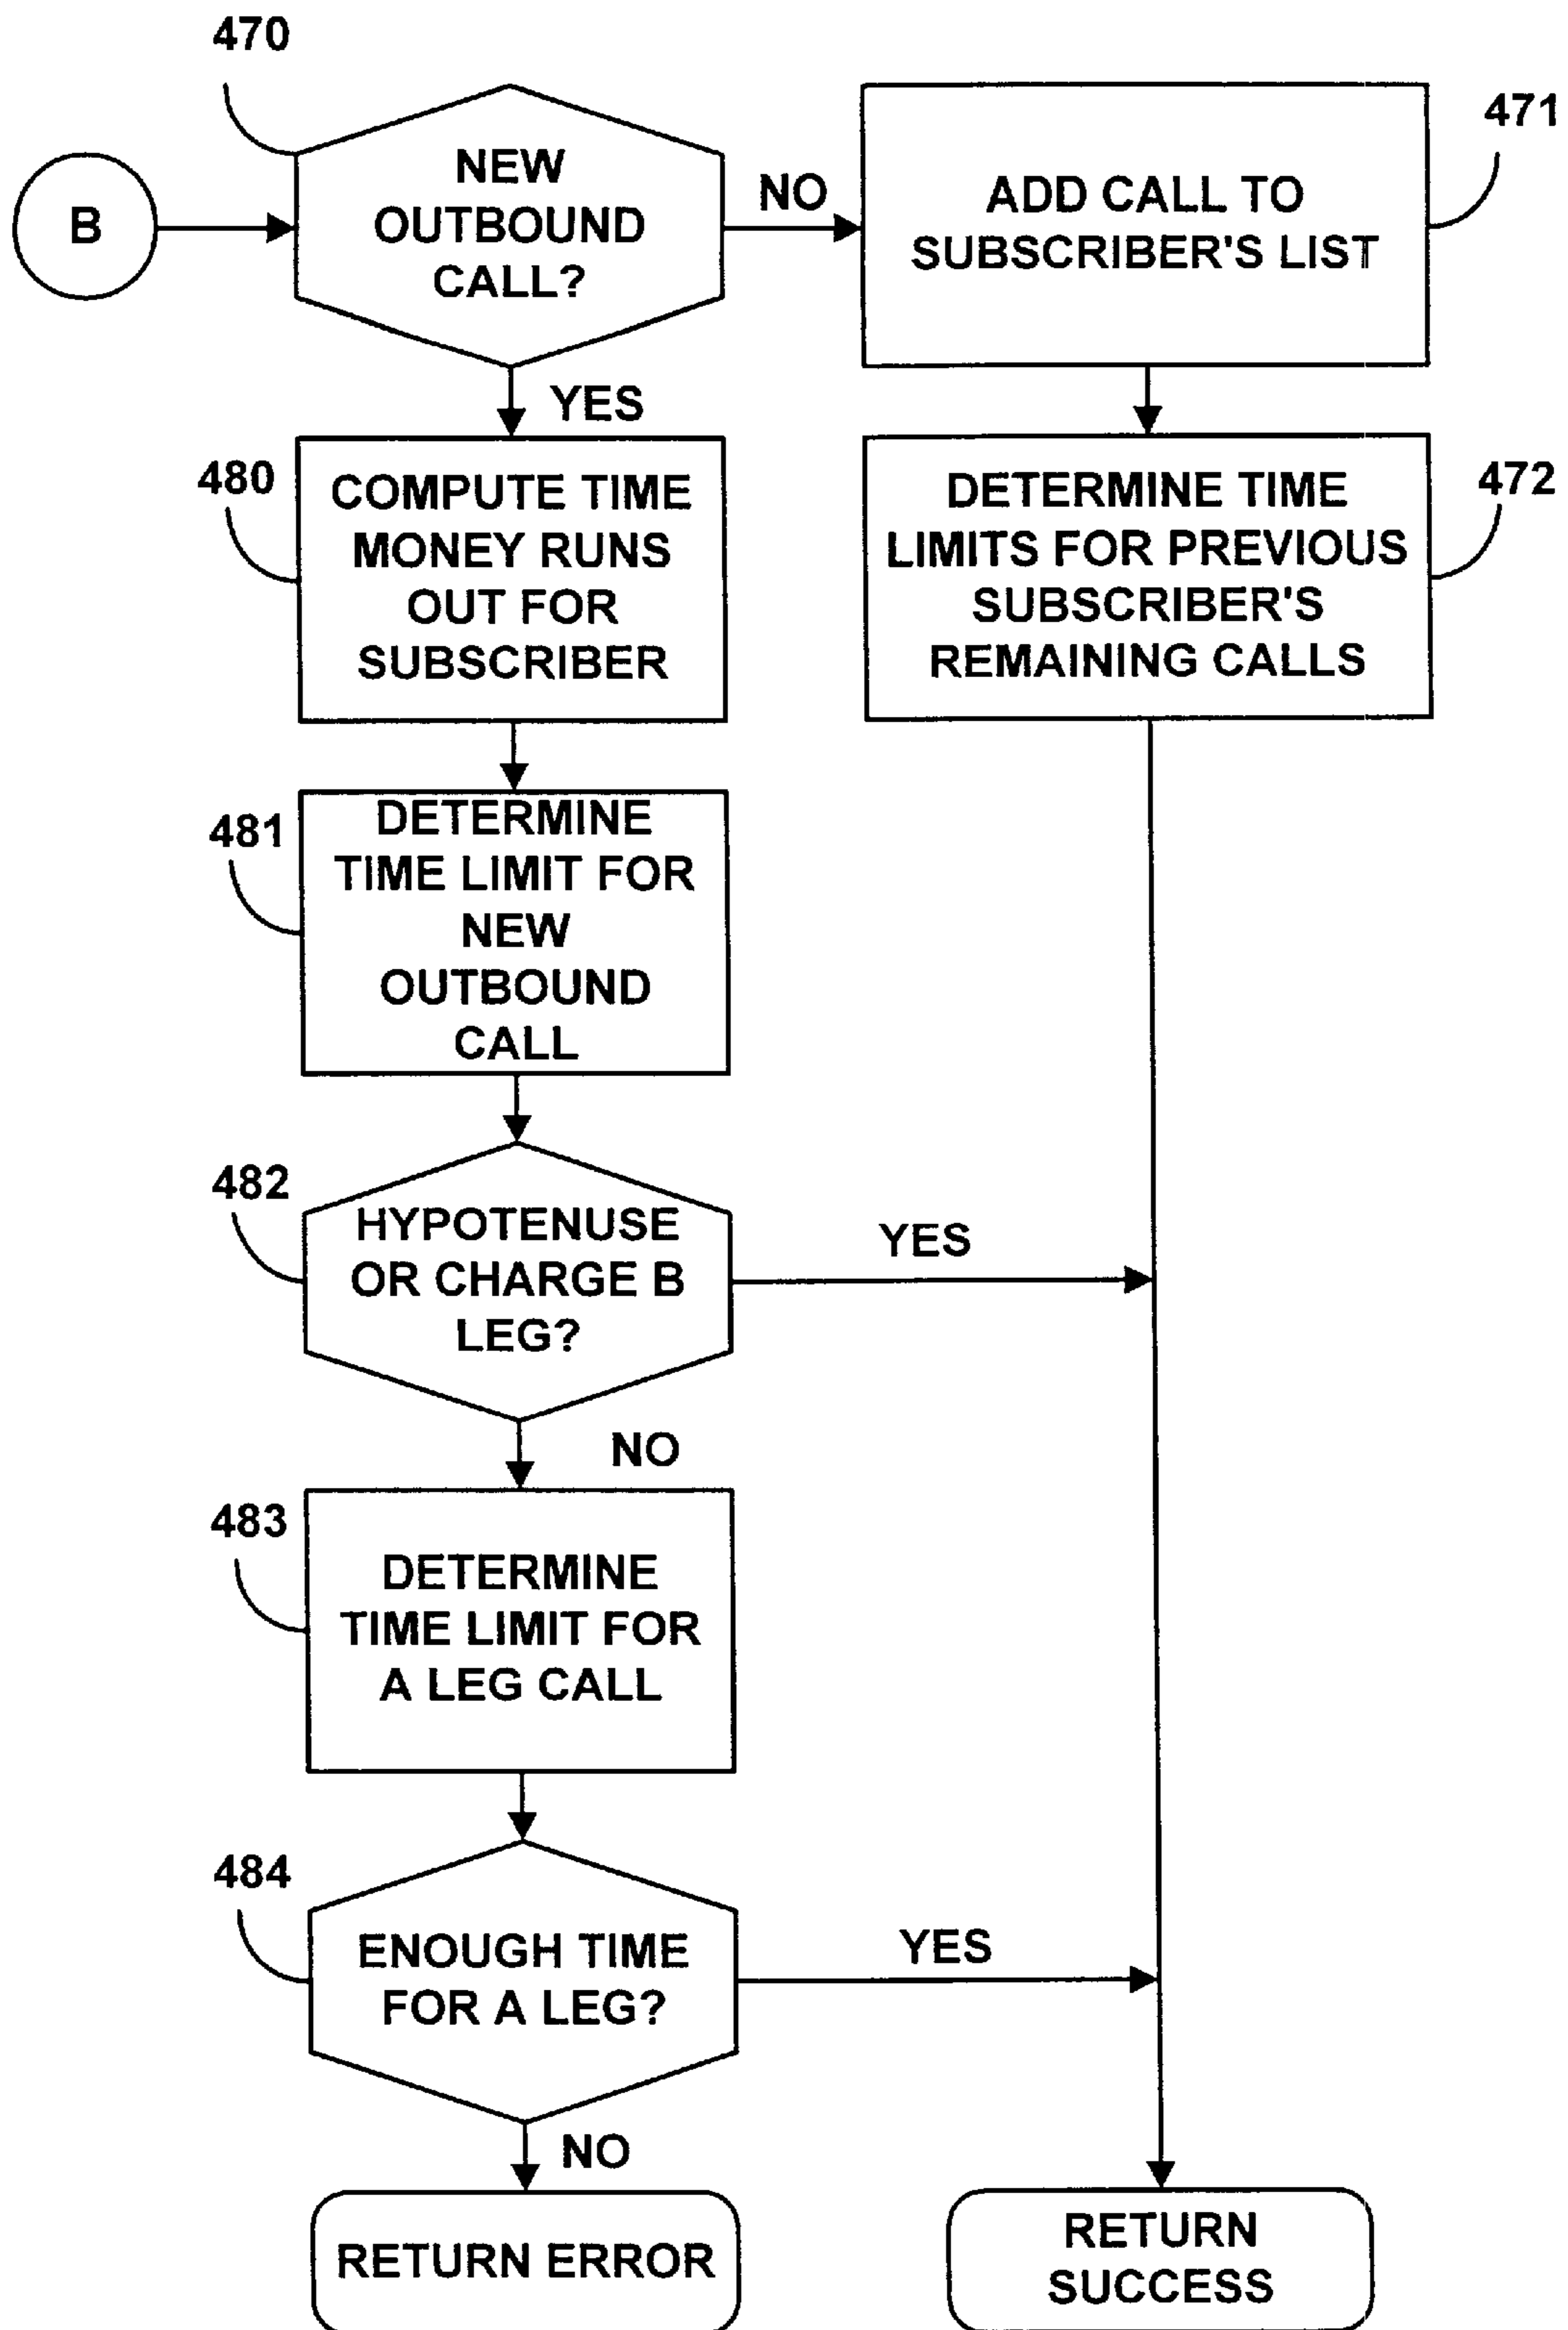 470
NEW
OUTBOUND
CALL?
B
NO
471
ADD CALL TO
SUBSCRIBER'S LIST
YES
480
COMPUTE TIME
MONEY RUNS
OUT FOR
SUBSCRIBER
472
DETERMINE TIME
LIMITS FOR PREVIOUS
SUBSCRIBER'S
REMAINING CALLS
481
DETERMINE
TIME LIMIT FOR
NEW
OUTBOUND
CALL
482
HYPOTENUSE
OR CHARGE B
LEG?
YES
NO
483
DETERMINE
TIME LIMIT FOR
A LEG CALL
484
ENOUGH TIME
FOR A LEG?
YES
NO
RETURN ERROR
RETURN
SUCCESS